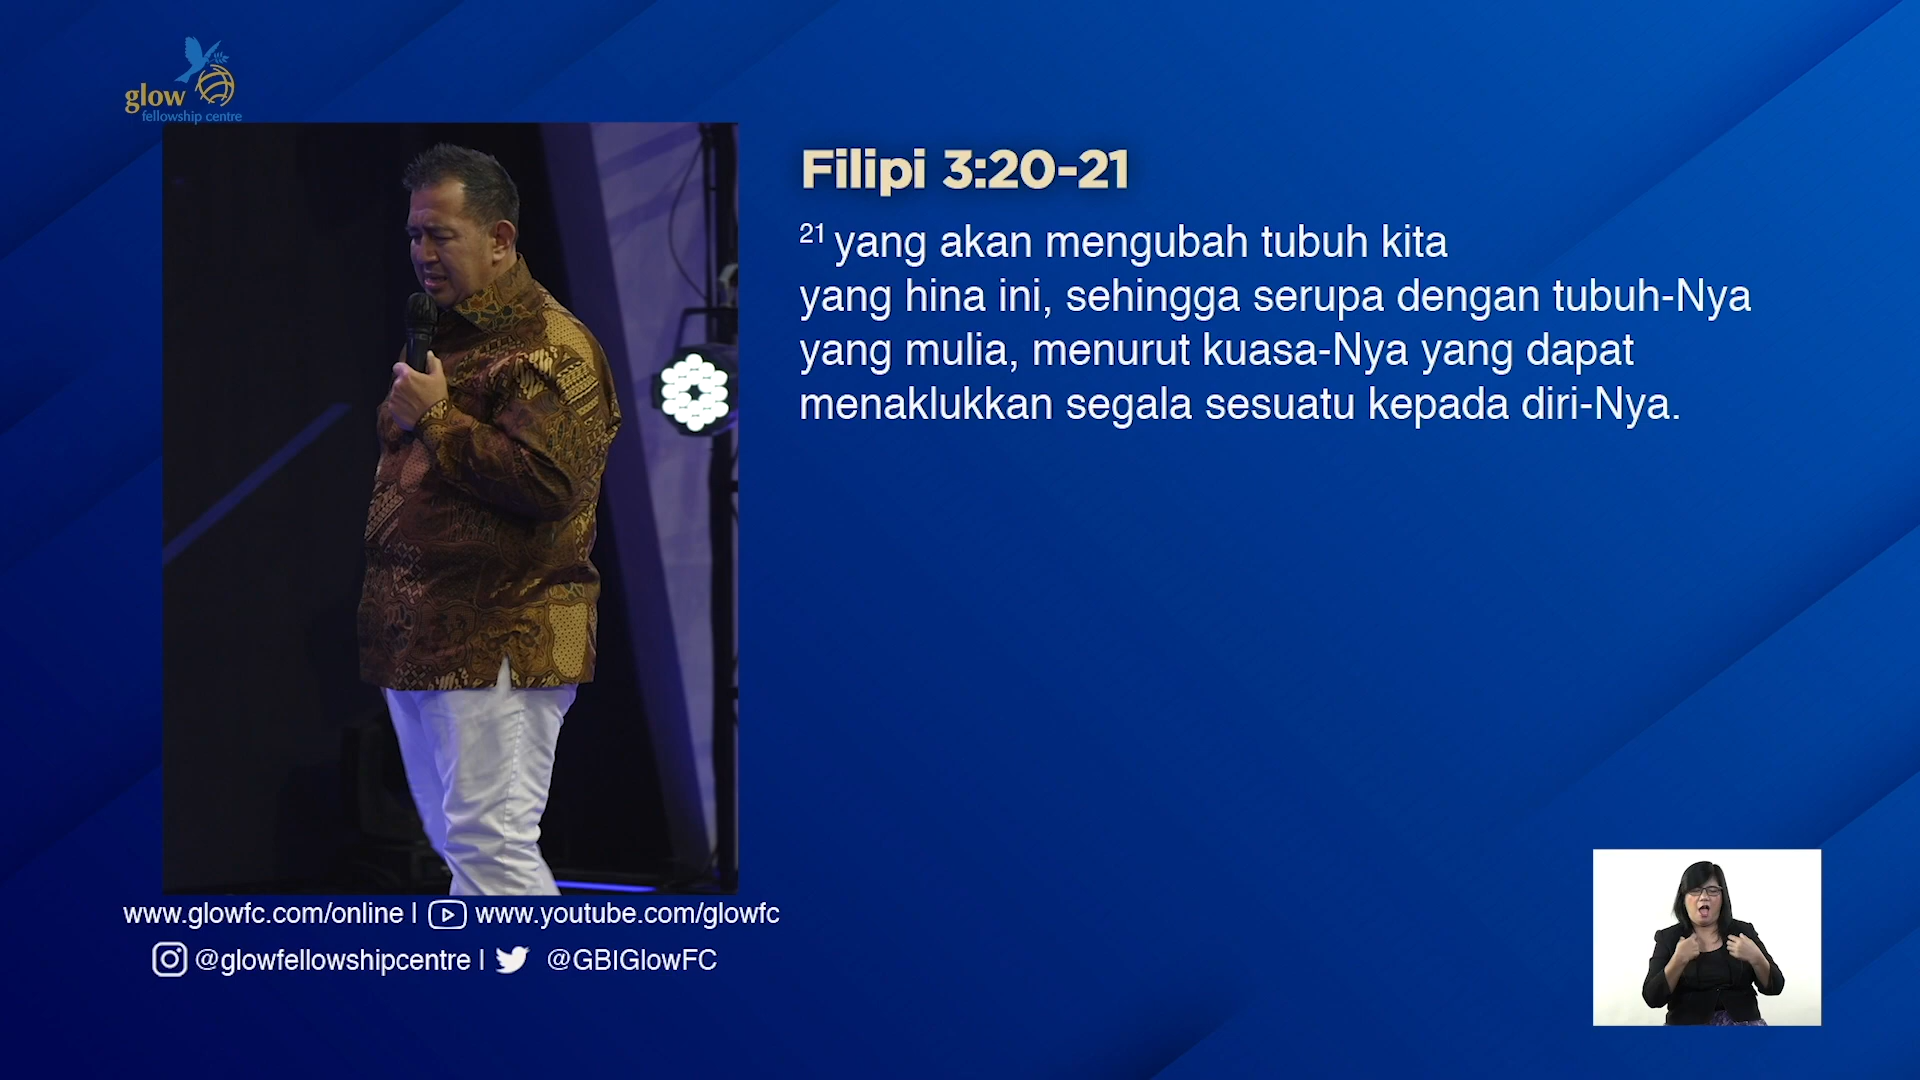 glow
fellowship centre
Filipi 3:20-21
21 yang akan mengubah tubuh kita
yang hina ini, sehingga serupa dengan tubuh-Nya
yang mulia, menurut kuasa-Nya yang dapat
menaklukkan segala sesuatu kepada diri-Nya.
www.glowfc.com/online | www.youtube.com/glowfc
@glowfellowshipcentre | @GBIGlowFC